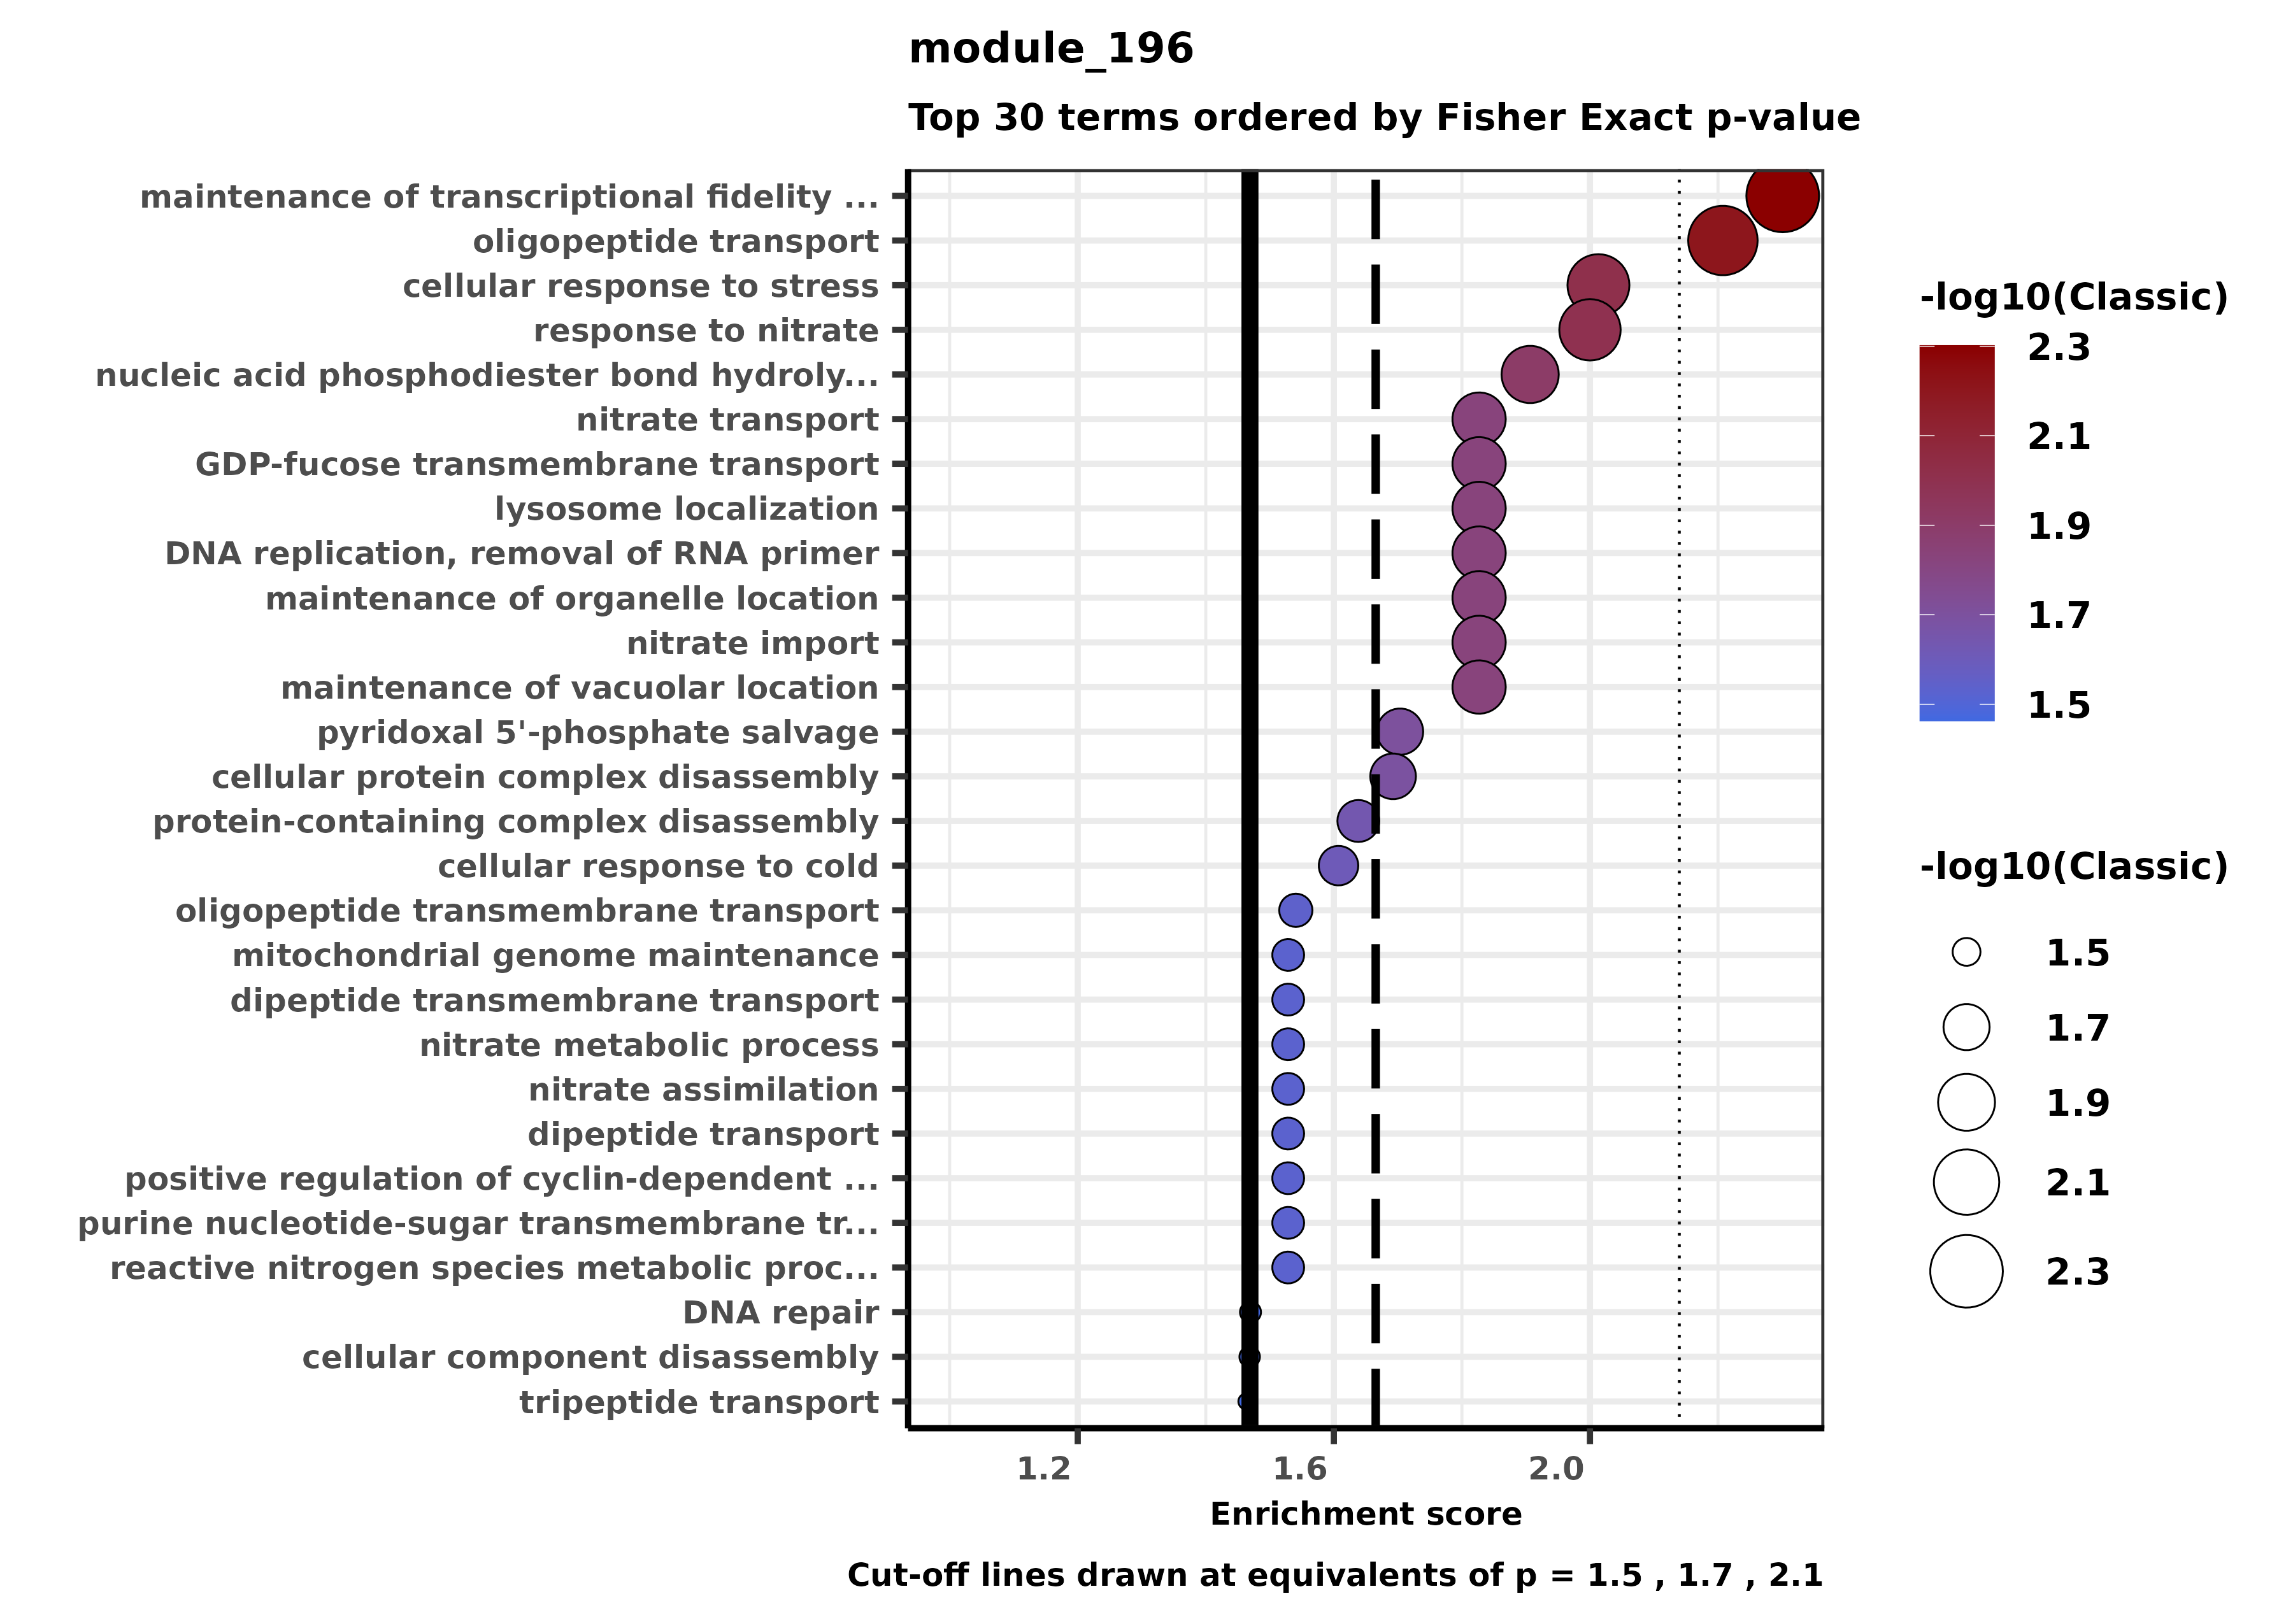 module_196
Top 30 terms ordered by Fisher Exact p-value
maintenance of transcriptional fidelity ...
oligopeptide transport
cellular response to stress
response to nitrate
nucleic acid phosphodiester bond hydroly...
nitrate transport
GDP-fucose transmembrane transport
lysosome localization
DNA replication, removal of RNA primer
maintenance of organelle location
nitrate import
maintenance of vacuolar location
pyridoxal 5'-phosphate salvage
cellular protein complex disassembly
protein-containing complex disassembly
cellular response to cold
oligopeptide transmembrane transport
mitochondrial genome maintenance
dipeptide transmembrane transport
nitrate metabolic process
nitrate assimilation
dipeptide transport
positive regulation of cyclin-dependent ...
purine nucleotide-sugar transmembrane tr...
reactive nitrogen species metabolic proc...
DNA repair
cellular component disassembly
tripeptide transport
1.2 1.6 2.0
Enrichment score
Cut-off lines drawn at equivalents of p = 1.5 , 1.7 , 2.1
-log10(Classic)
2.3
2.1
1.9
1.7
1.5
-log10(Classic)
1.5
1.7
1.9
2.1
2.3